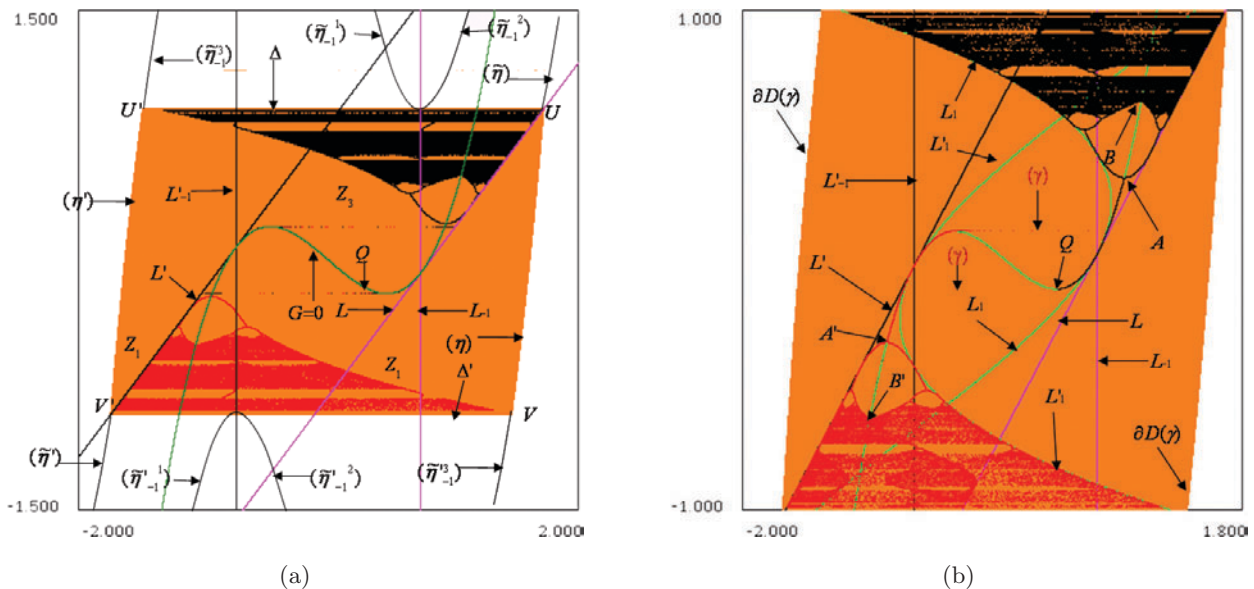 1.500
(η̃₋₁¹)
(η̃₋₁²)
(η̃₋₁³)
Δ
(η̃)
U'
U
L'₋₁
Z₃
(η')
Q
L'
G=0
L
L₋₁
(η)
Z₁
Z₁
Δ'
V'
V
(η̃')
(η̃'₋₁¹)
(η̃'₋₁²)
(η̃'₋₁³)
-1.500
-2.000
2.000
(a)
1.000
∂D(γ)
L₁
B
L'₁
L'₋₁
(γ)
A
Q
(γ)
L'
L₁
L
A'
L₋₁
B'
L'₁
∂D(γ)
-1.000
-2.000
1.800
(b)